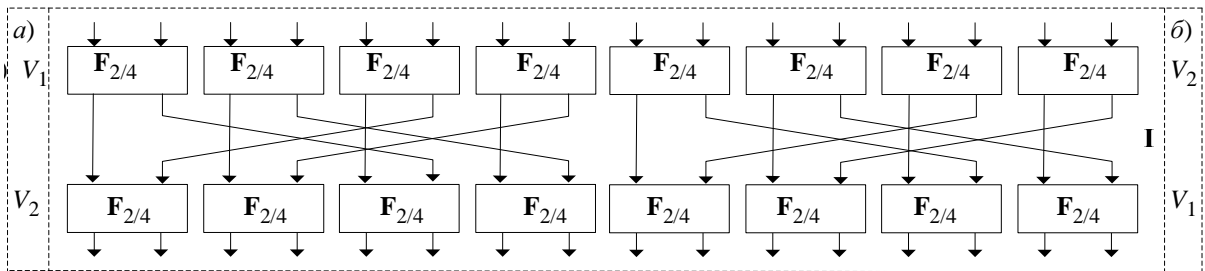 а) б)
V₁ F₂/₄ F₂/₄ F₂/₄ F₂/₄ F₂/₄ F₂/₄ F₂/₄ F₂/₄ V₂
I
V₂ F₂/₄ F₂/₄ F₂/₄ F₂/₄ F₂/₄ F₂/₄ F₂/₄ F₂/₄ V₁